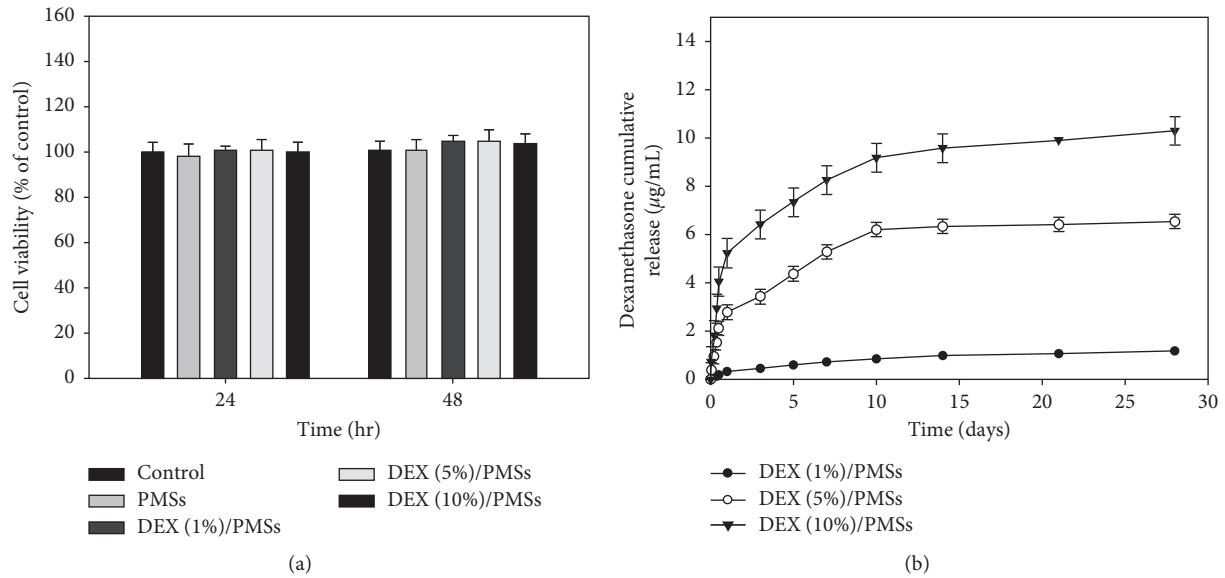 160
140
120
100
80
60
40
20
0
Cell viability (% of control)
24
48
Time (hr)
Control
PMSs
DEX (1%)/PMSs
DEX (5%)/PMSs
DEX (10%)/PMSs
(a)
14
12
10
8
6
4
2
0
Dexamethasone cumulative
release (μg/mL)
0 5 10 15 20 25 30
Time (days)
DEX (1%)/PMSs
DEX (5%)/PMSs
DEX (10%)/PMSs
(b)